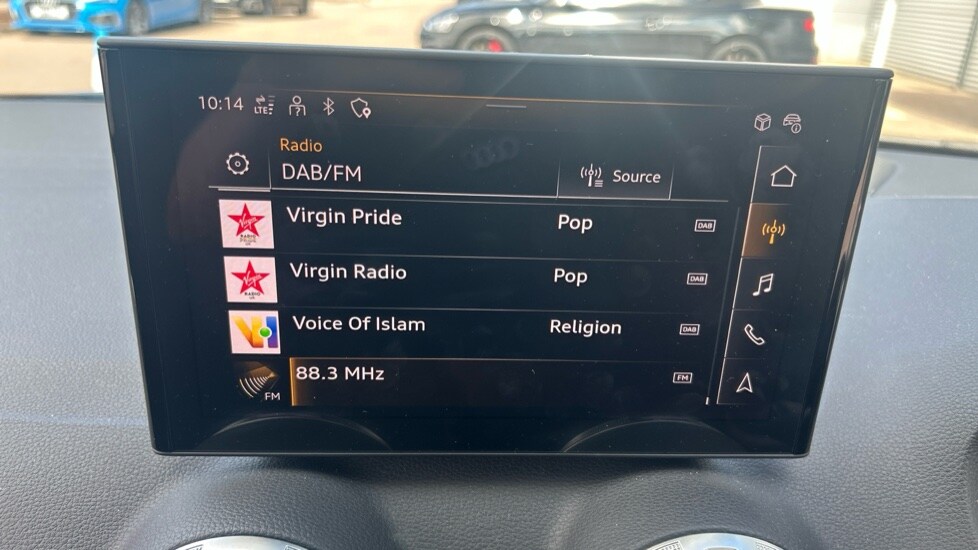 10:14 LTE
Radio
DAB/FM
Source
Virgin Pride Pop DAB
Virgin Radio Pop DAB
Voice Of Islam Religion DAB
FM 88.3 MHz FM